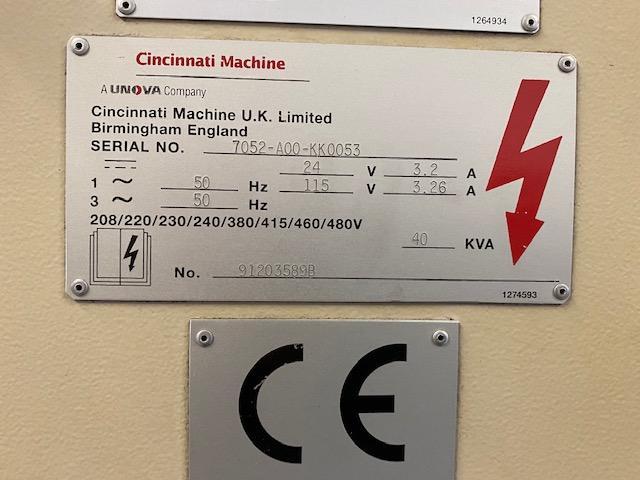 1264934
Cincinnati Machine
A UNOVA Company
Cincinnati Machine U.K. Limited
Birmingham England
SERIAL NO. 7052-A00-KK0053
24 V 3.2 A
1 ~ 50 Hz 115 V 3.26 A
3 ~ 50 Hz
208/220/230/240/380/415/460/480V
40 KVA
No. 91203589B
1274593
CE